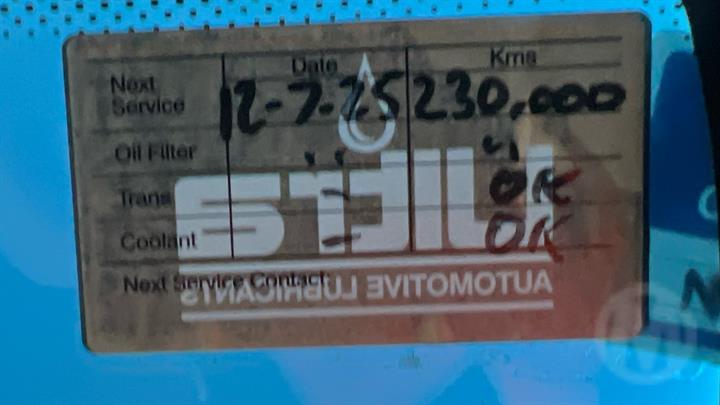 Date Kms
Next Service 12-7-25 230,000
Oil Filter " "
Trans - OK
Coolant - OK
Next Service Contact:
AUTOMOTIVE LUBRICANTS